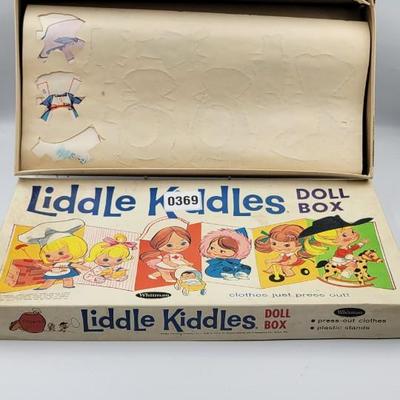 Liddle Kiddles DOLL
BOX
0369
Whitman
clothes just press out!
Liddle Kiddles DOLL
BOX
Whitman
• press-out clothes
• plastic stands